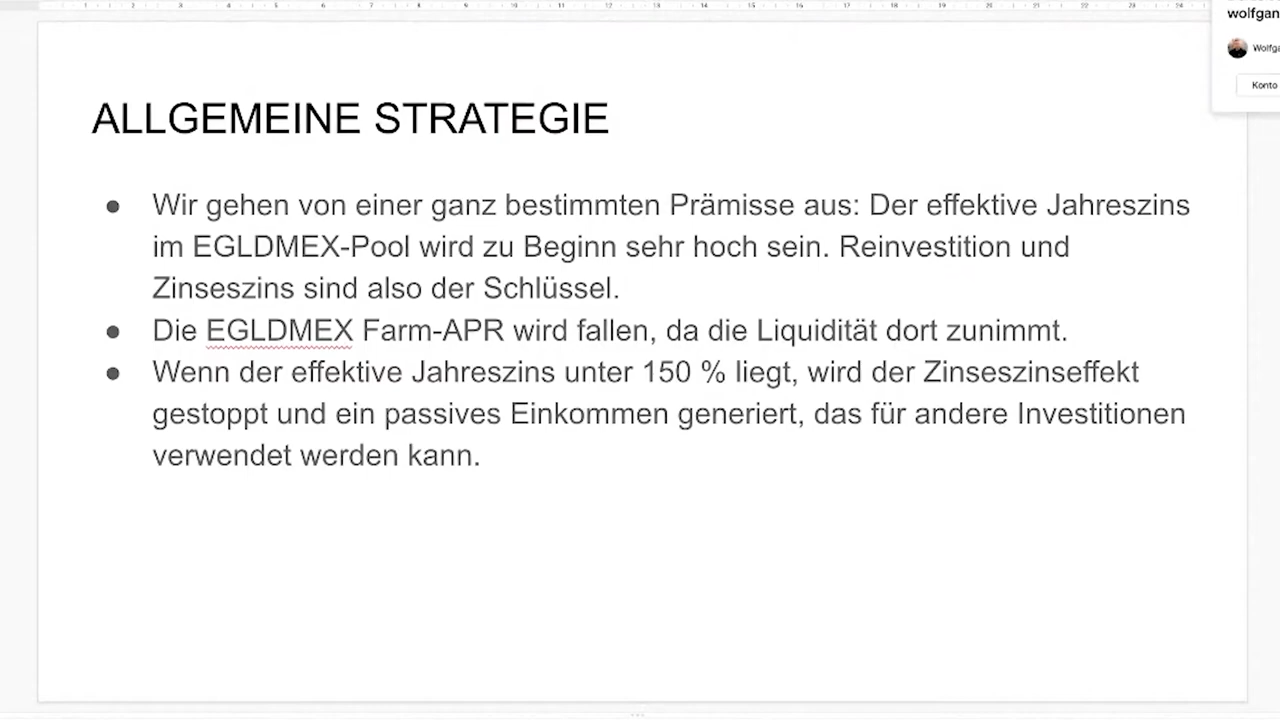 wolfgan
Wolfga
Konto
ALLGEMEINE STRATEGIE
● Wir gehen von einer ganz bestimmten Prämisse aus: Der effektive Jahreszins
im EGLDMEX-Pool wird zu Beginn sehr hoch sein. Reinvestition und
Zinseszins sind also der Schlüssel.
● Die EGLDMEX Farm-APR wird fallen, da die Liquidität dort zunimmt.
● Wenn der effektive Jahreszins unter 150 % liegt, wird der Zinseszinseffekt
gestoppt und ein passives Einkommen generiert, das für andere Investitionen
verwendet werden kann.